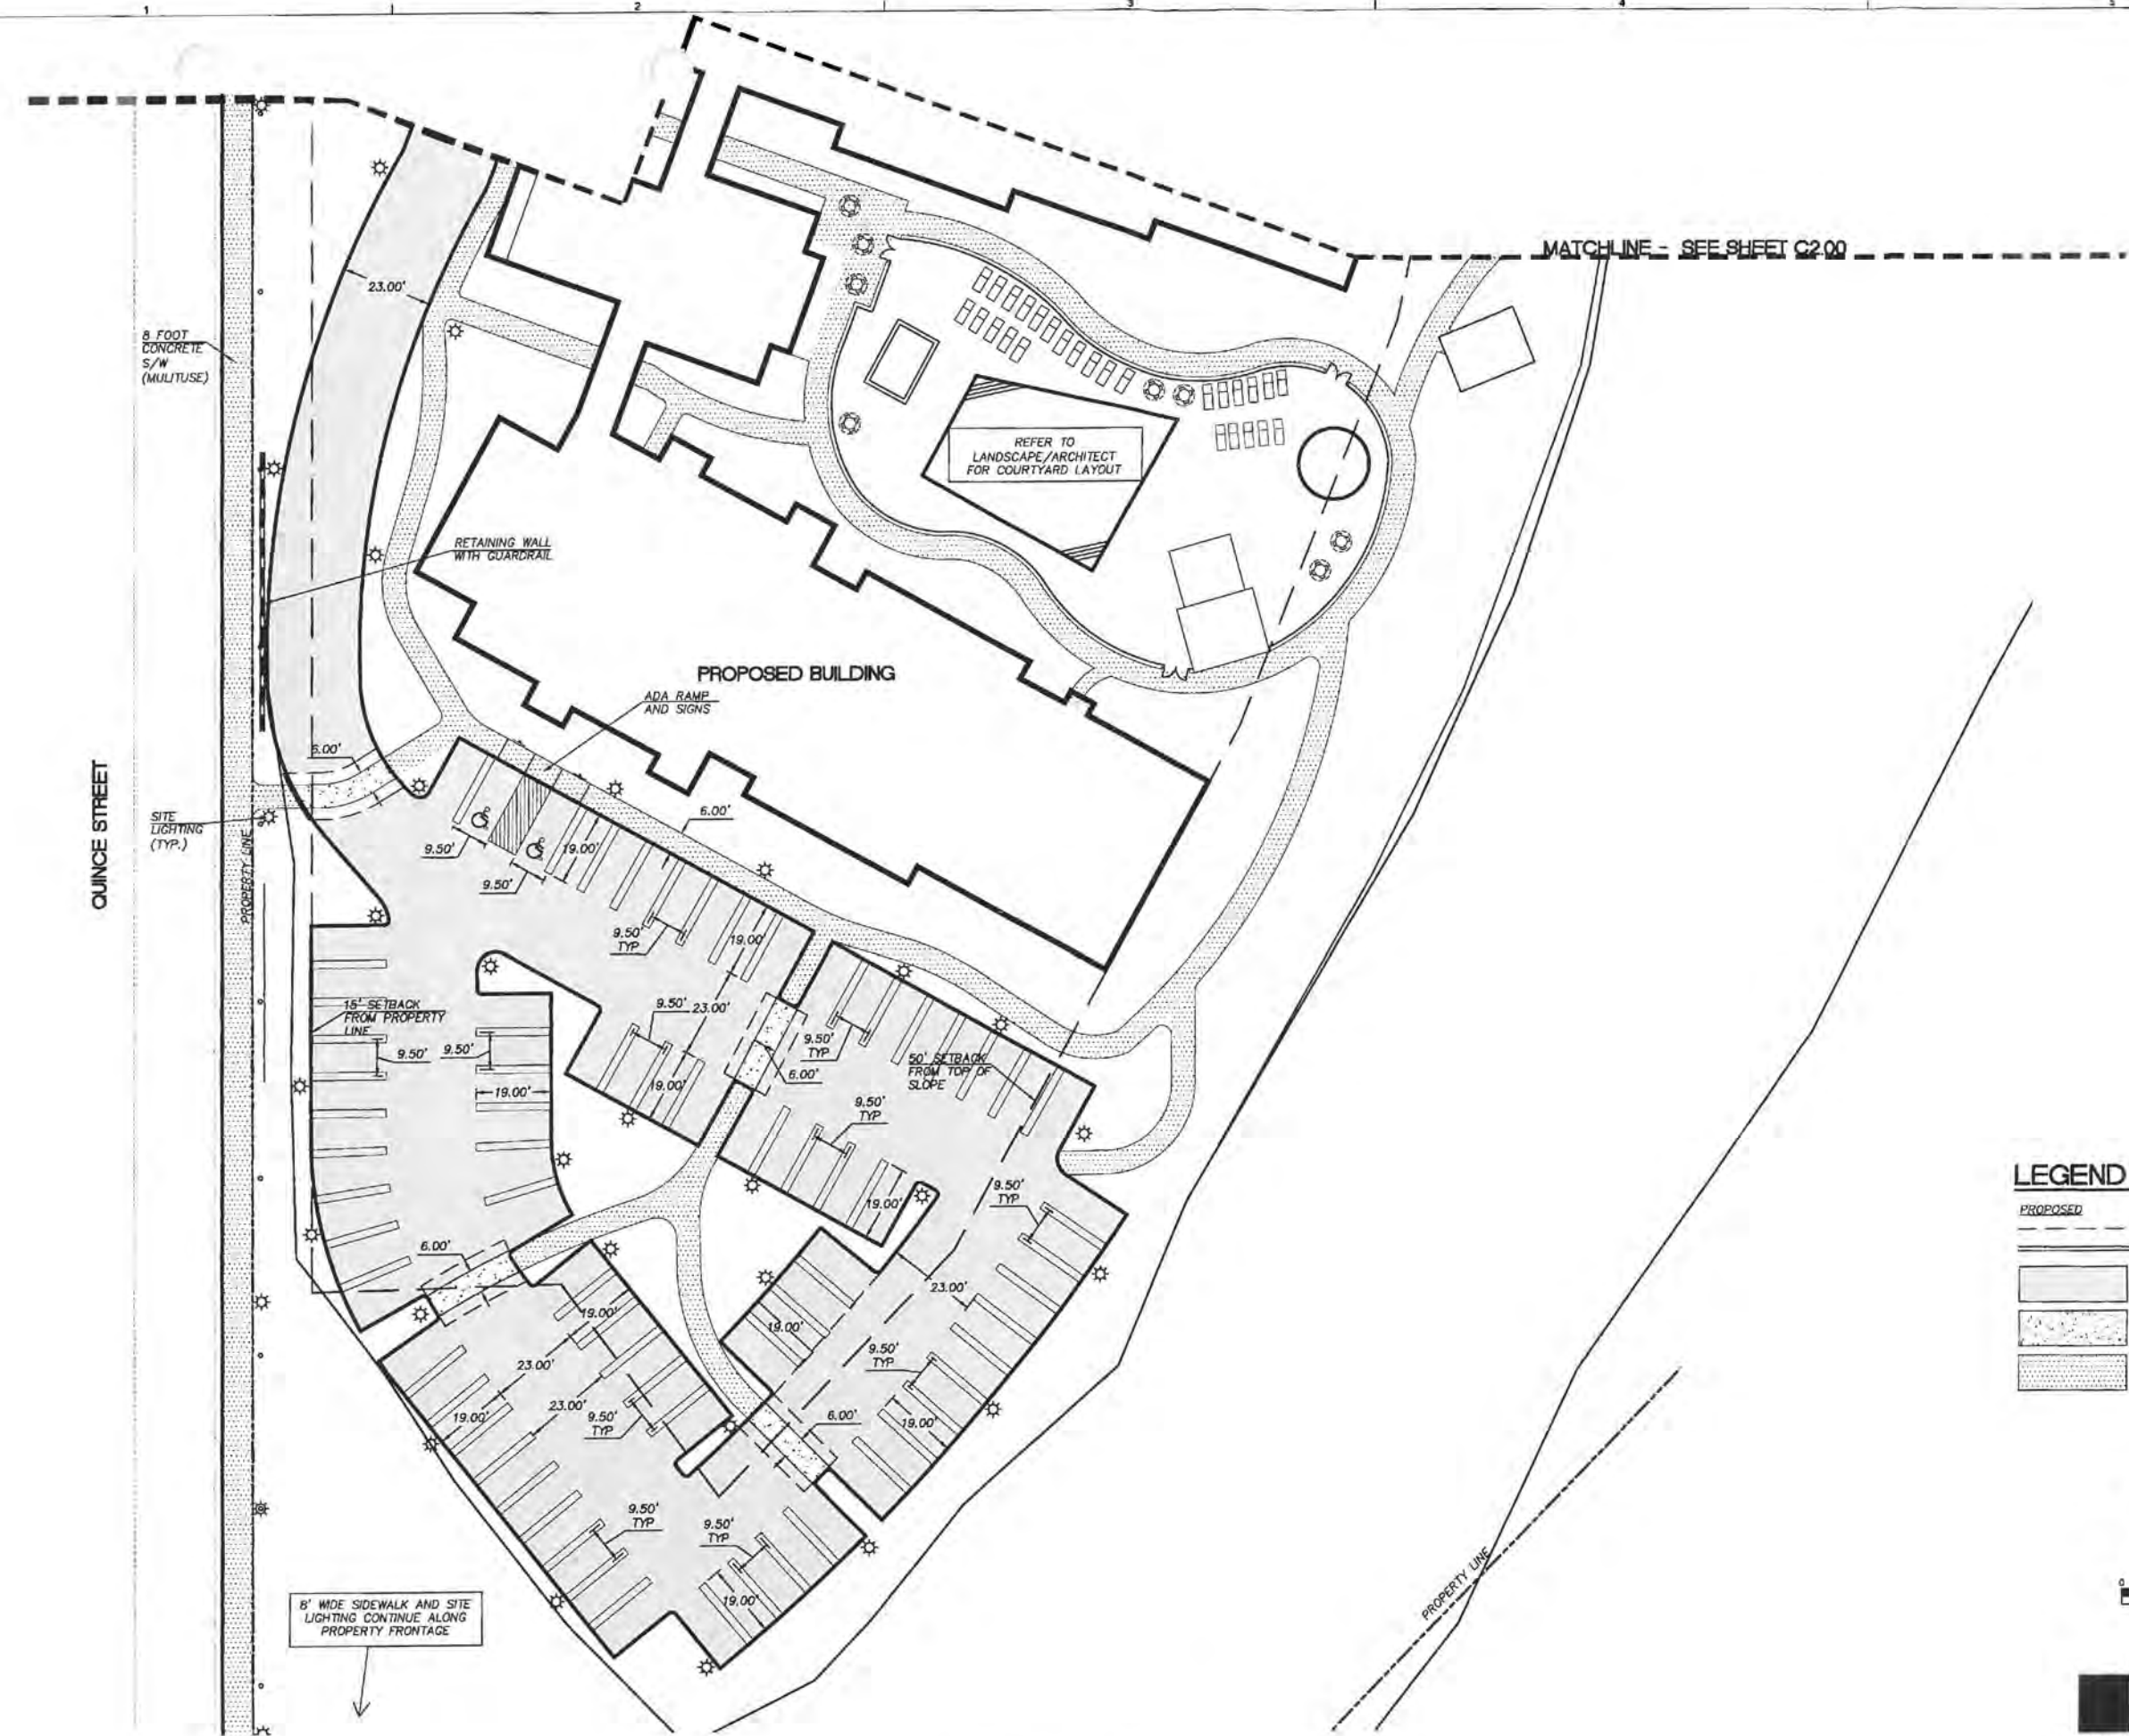 1
2
3
4
5
MATCHLINE - SEE SHEET C2.00
23.00'
8 FOOT
CONCRETE
S/W
(MULITUSE)
REFER TO
LANDSCAPE/ARCHITECT
FOR COURTYARD LAYOUT
RETAINING WALL
WITH GUARDRAIL
PROPOSED BUILDING
ADA RAMP
AND SIGNS
6.00'
QUINCE STREET
SITE
LIGHTING
(TYP.)
PROPERTY LINE
6.00'
9.50'
19.00'
9.50'
9.50'
TYP
19.00'
15' SETBACK
FROM PROPERTY
LINE
9.50'
23.00'
9.50'
9.50'
9.50'
TYP
6.00'
50' SETBACK
FROM TOP OF
SLOPE
19.00'
19.00'
9.50'
TYP
19.00'
9.50'
TYP
LEGEND
PROPOSED
6.00'
19.00'
23.00'
19.00'
23.00'
9.50'
TYP
23.00'
19.00'
9.50'
TYP
6.00'
19.00'
9.50'
TYP
9.50'
TYP
19.00'
8' WIDE SIDEWALK AND SITE
LIGHTING CONTINUE ALONG
PROPERTY FRONTAGE
PROPERTY LINE
0